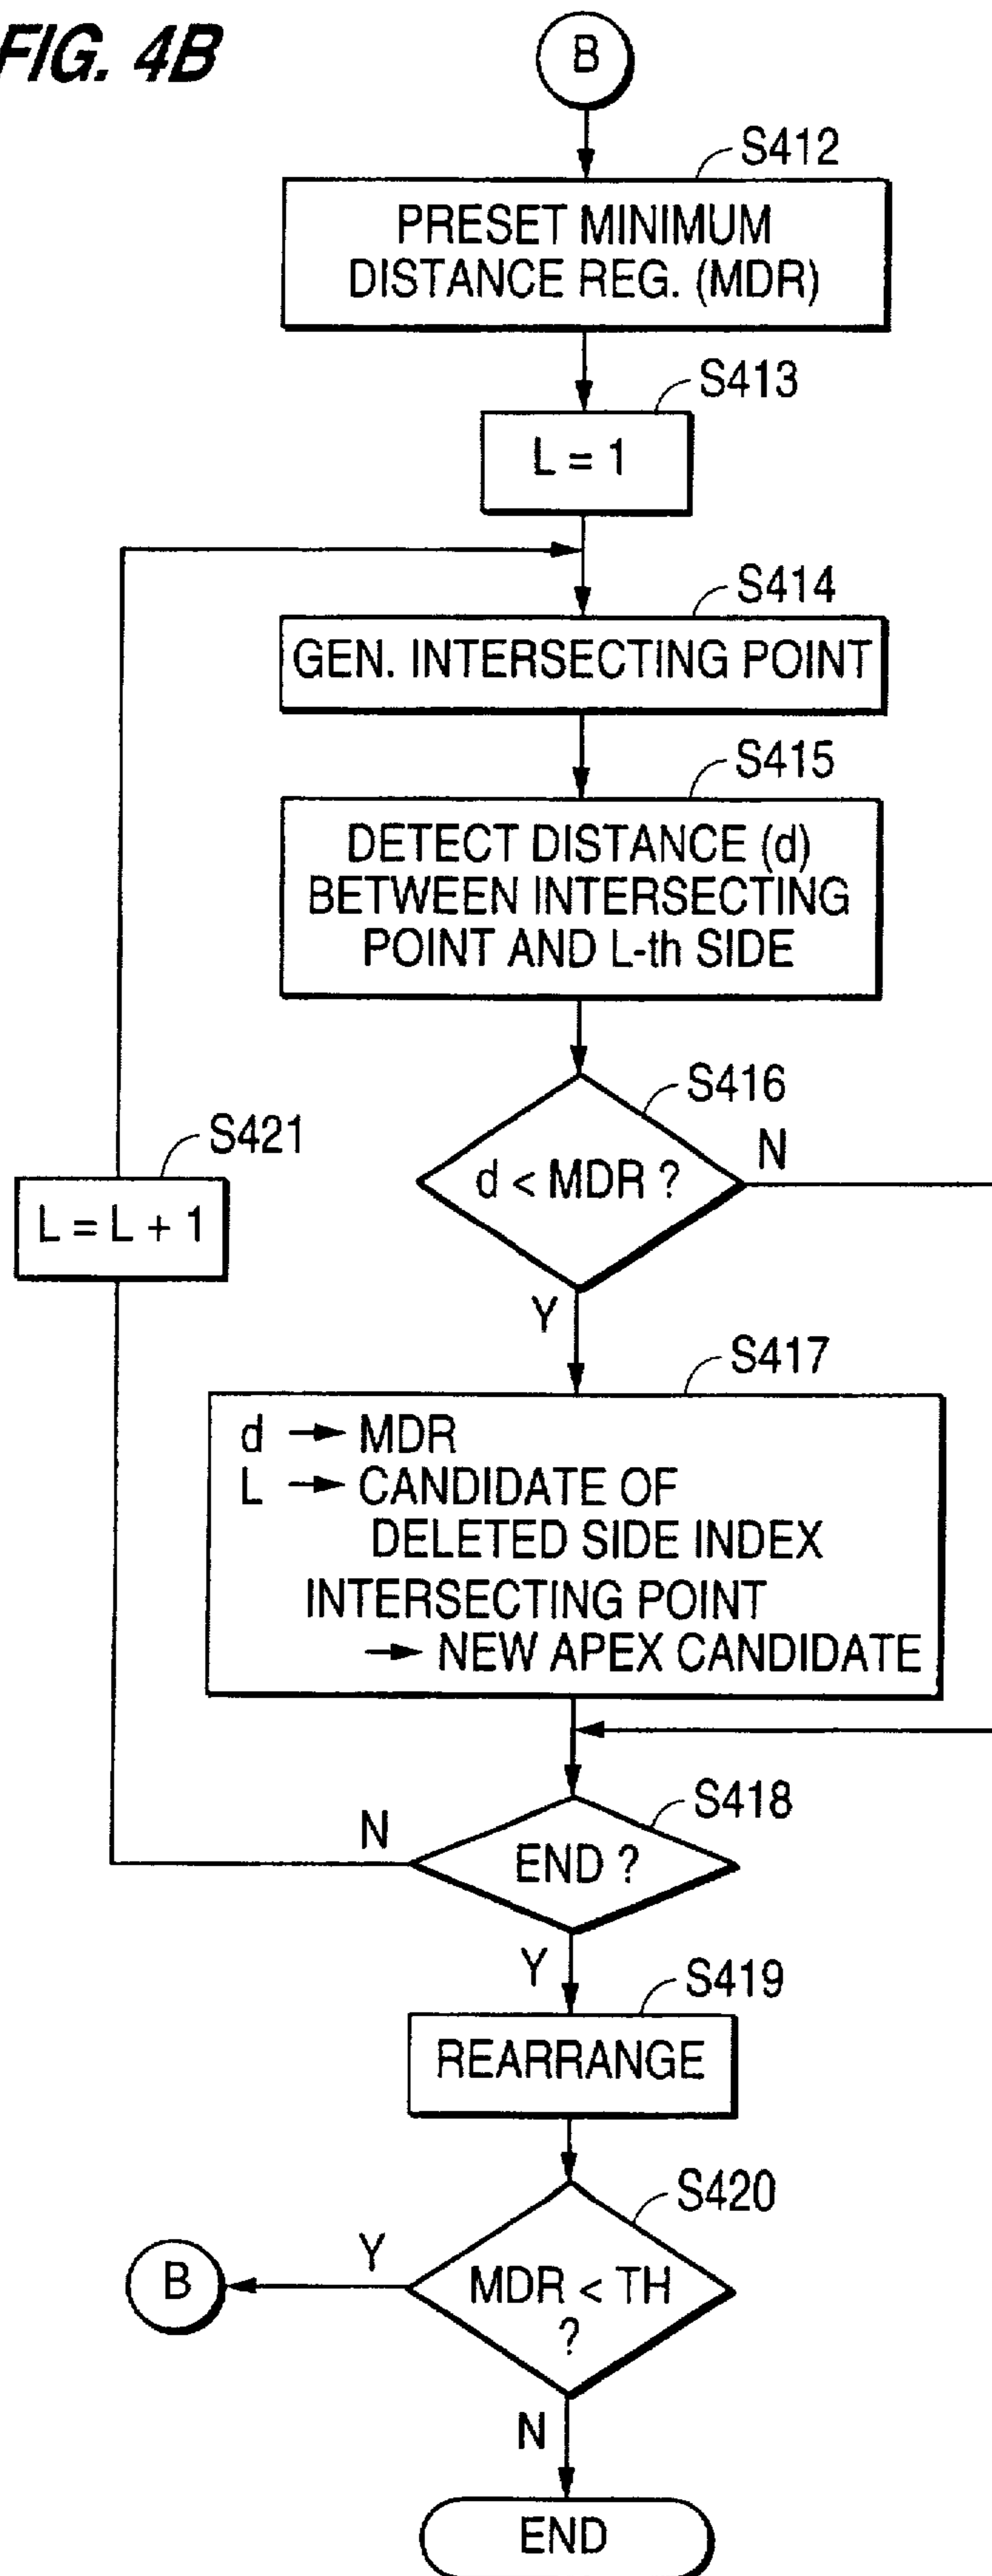 FIG. 4B
B
S412
PRESET MINIMUM
DISTANCE REG. (MDR)
S413
L = 1
S414
GEN. INTERSECTING POINT
S415
DETECT DISTANCE (d)
BETWEEN INTERSECTING
POINT AND L-th SIDE
S416
d < MDR ?
N
S421
L = L + 1
Y
S417
d → MDR
L → CANDIDATE OF
DELETED SIDE INDEX
INTERSECTING POINT
→ NEW APEX CANDIDATE
S418
N
END ?
Y
S419
REARRANGE
S420
Y
B
MDR < TH
?
N
END